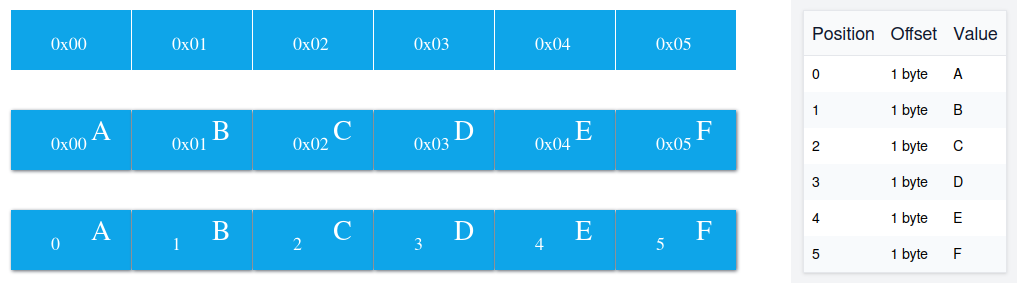 0x00 0x01 0x02 0x03 0x04 0x05
0x00 A 0x01 B 0x02 C 0x03 D 0x04 E 0x05 F
0 A 1 B 2 C 3 D 4 E 5 F
Position Offset Value
0 1 byte A
1 1 byte B
2 1 byte C
3 1 byte D
4 1 byte E
5 1 byte F